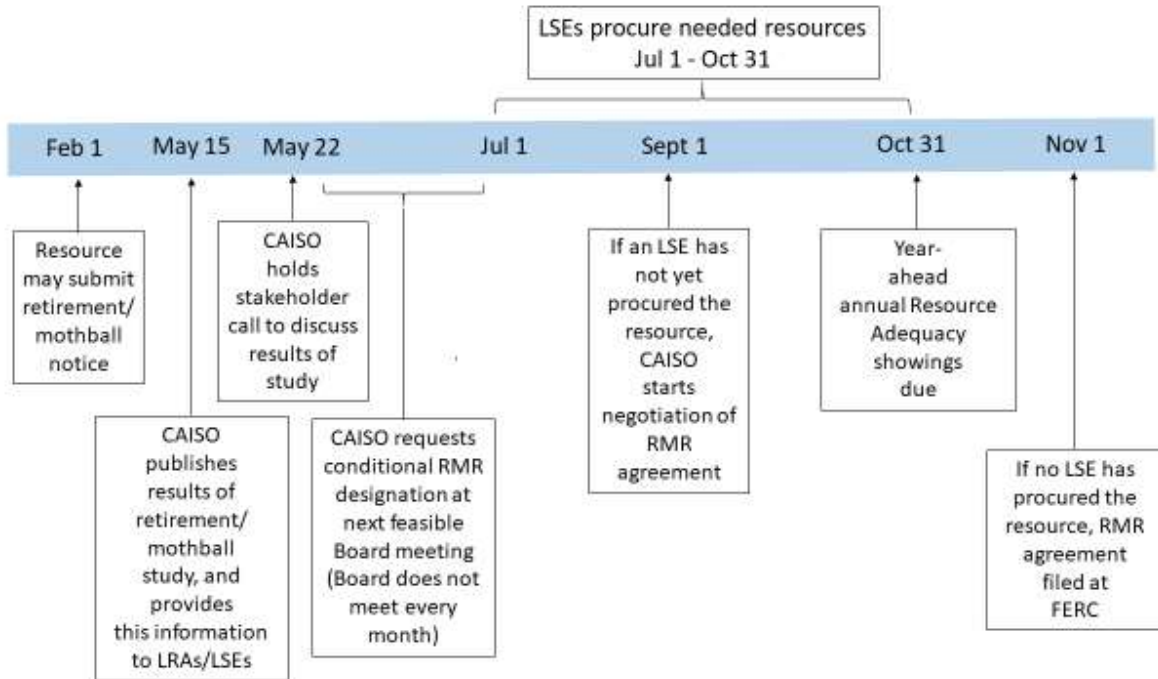 LSEs procure needed resources
Jul 1 - Oct 31
Feb 1
May 15
May 22
Jul 1
Sept 1
Oct 31
Nov 1
Resource
may submit
retirement/
mothball
notice
CAISO
publishes
results of
retirement/
mothball
study, and
provides
this information
to LRAs/LSEs
CAISO
holds
stakeholder
call to discuss
results of
study
CAISO requests
conditional RMR
designation at
next feasible
Board meeting
(Board does not
meet every
month)
If an LSE has
not yet
procured the
resource,
CAISO
starts
negotiation of
RMR
agreement
Year-
ahead
annual Resource
Adequacy
showings
due
If no LSE has
procured the
resource, RMR
agreement
filed at
FERC